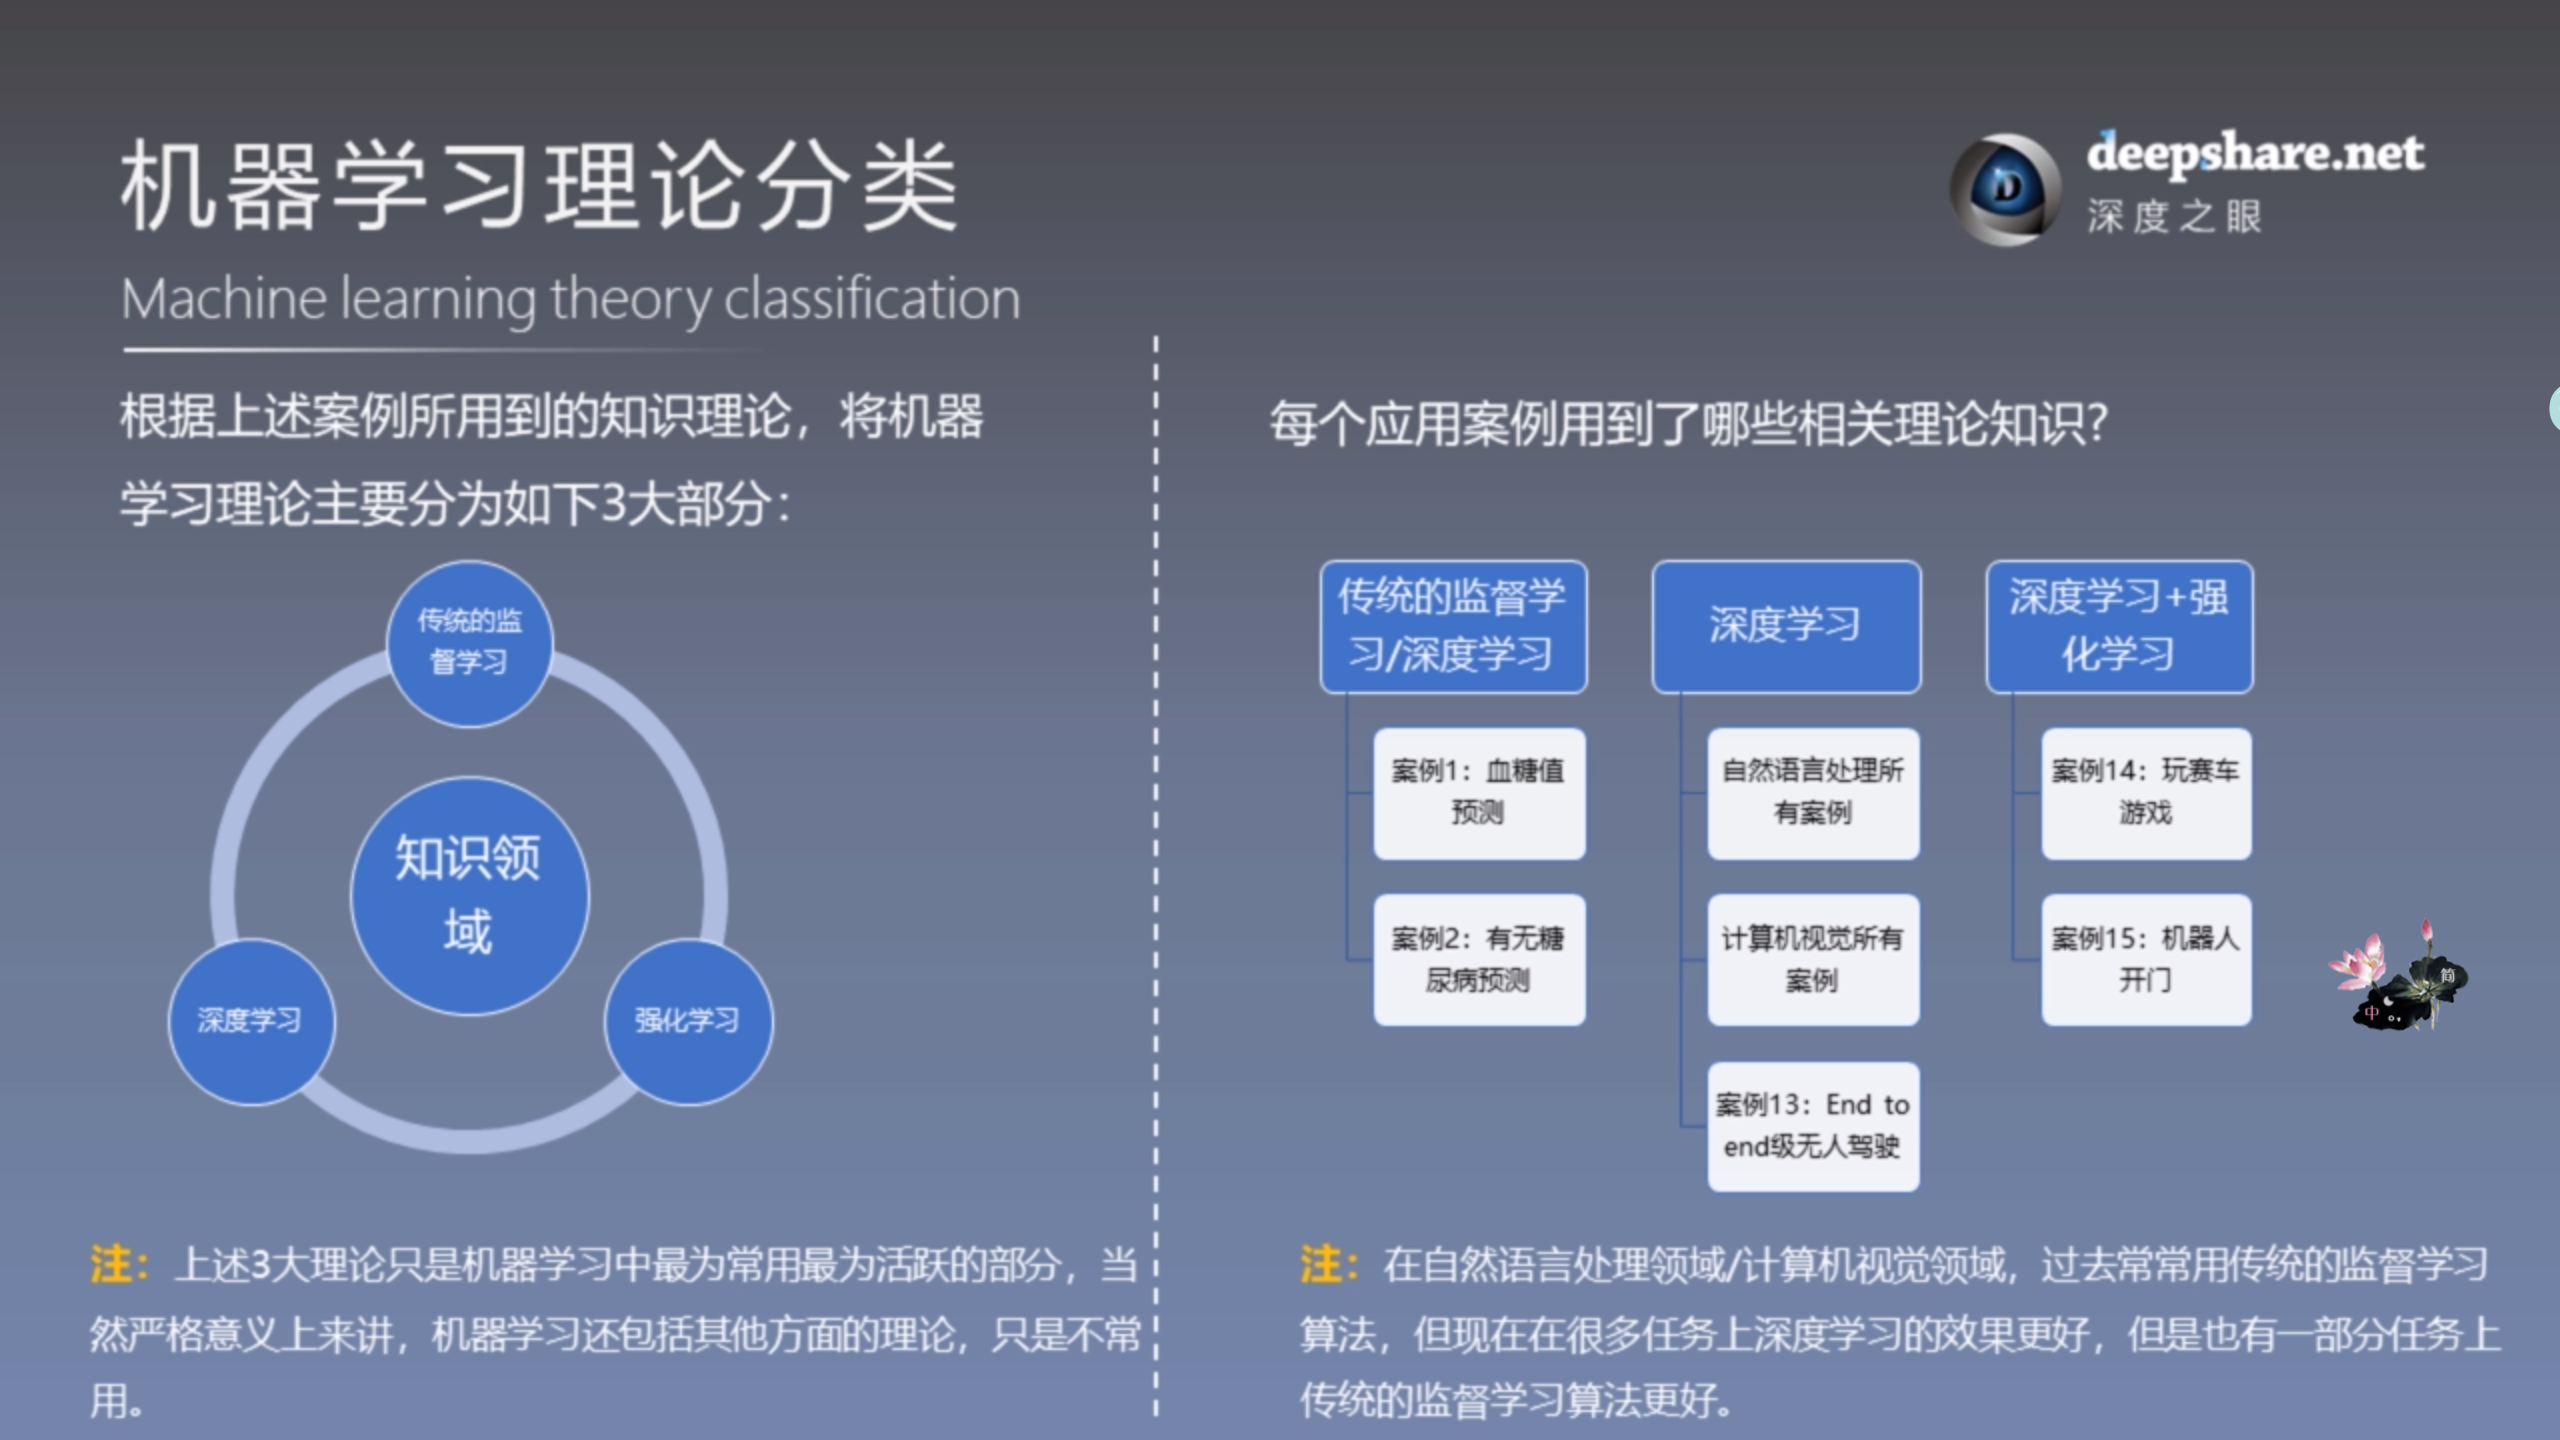 机器学习理论分类
Machine learning theory classification
deepshare.net
深度之眼
根据上述案例所用到的知识理论，将机器
学习理论主要分为如下3大部分：
传统的监
督学习
知识领
域
深度学习
强化学习
注：上述3大理论只是机器学习中最为常用最为活跃的部分，当
然严格意义上来讲，机器学习还包括其他方面的理论，只是不常
用。
每个应用案例用到了哪些相关理论知识?
传统的监督学
习/深度学习
案例1：血糖值
预测
案例2：有无糖
尿病预测
深度学习
自然语言处理所
有案例
计算机视觉所有
案例
案例13：End to
end级无人驾驶
深度学习+强
化学习
案例14：玩赛车
游戏
案例15：机器人
开门
注：在自然语言处理领域/计算机视觉领域，过去常常用传统的监督学习
算法，但现在在很多任务上深度学习的效果更好，但是也有一部分任务上
传统的监督学习算法更好。
简
中